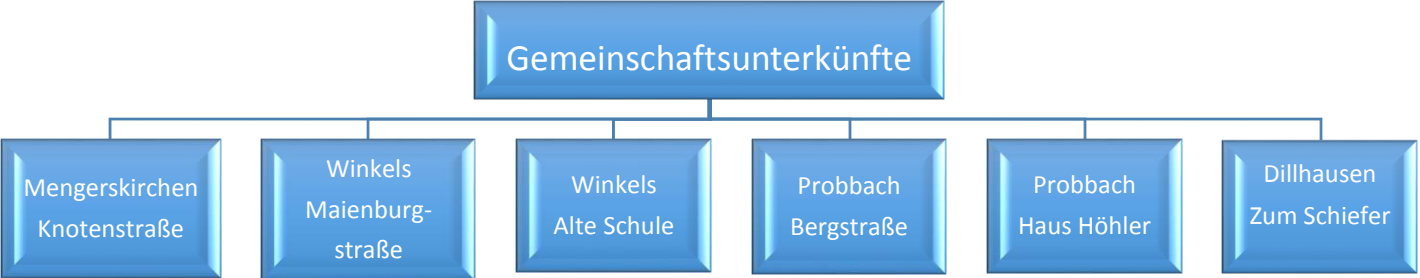 Gemeinschaftsunterkünfte
Mengerskirchen
Knotenstraße
Winkels
Maienburg-
straße
Winkels
Alte Schule
Probbach
Bergstraße
Probbach
Haus Höhler
Dillhausen
Zum Schiefer